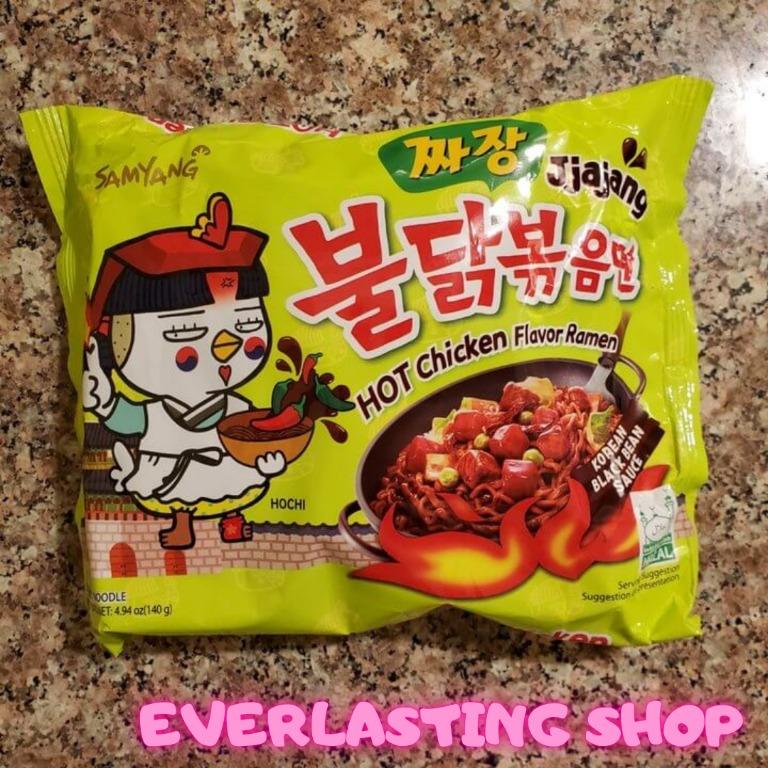 SAMYANG
짜장
Jjajang
불닭볶음면
HOT Chicken Flavor Ramen
KOREAN
BLACK BEAN
SAUCE
HOCHI
HALAL
NOODLE
NET: 4.94 oz(140 g)
Serving Suggestion
Suggestion de présentation
EVERLASTING SHOP